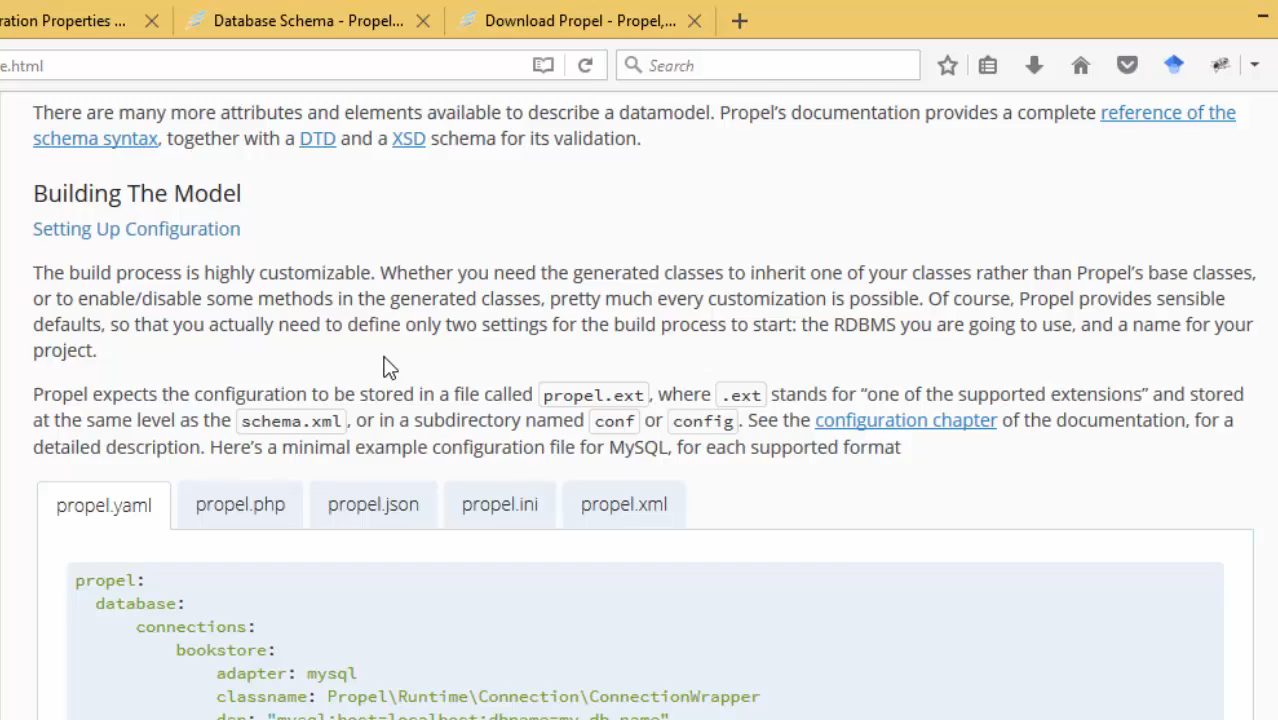 ration Properties ...
Database Schema - Propel...
Download Propel - Propel,...
e.html
Search
There are many more attributes and elements available to describe a datamodel. Propel’s documentation provides a complete reference of the
schema syntax, together with a DTD and a XSD schema for its validation.
Building The Model
Setting Up Configuration
The build process is highly customizable. Whether you need the generated classes to inherit one of your classes rather than Propel’s base classes,
or to enable/disable some methods in the generated classes, pretty much every customization is possible. Of course, Propel provides sensible
defaults, so that you actually need to define only two settings for the build process to start: the RDBMS you are going to use, and a name for your
project.
Propel expects the configuration to be stored in a file called propel.ext, where .ext stands for “one of the supported extensions” and stored
at the same level as the schema.xml, or in a subdirectory named conf or config. See the configuration chapter of the documentation, for a
detailed description. Here’s a minimal example configuration file for MySQL, for each supported format
propel.yaml
propel.php
propel.json
propel.ini
propel.xml
propel:
database:
connections:
bookstore:
adapter: mysql
classname: Propel\Runtime\Connection\ConnectionWrapper
dsn: "mysql:host=localhost;dbname=my_db_name"